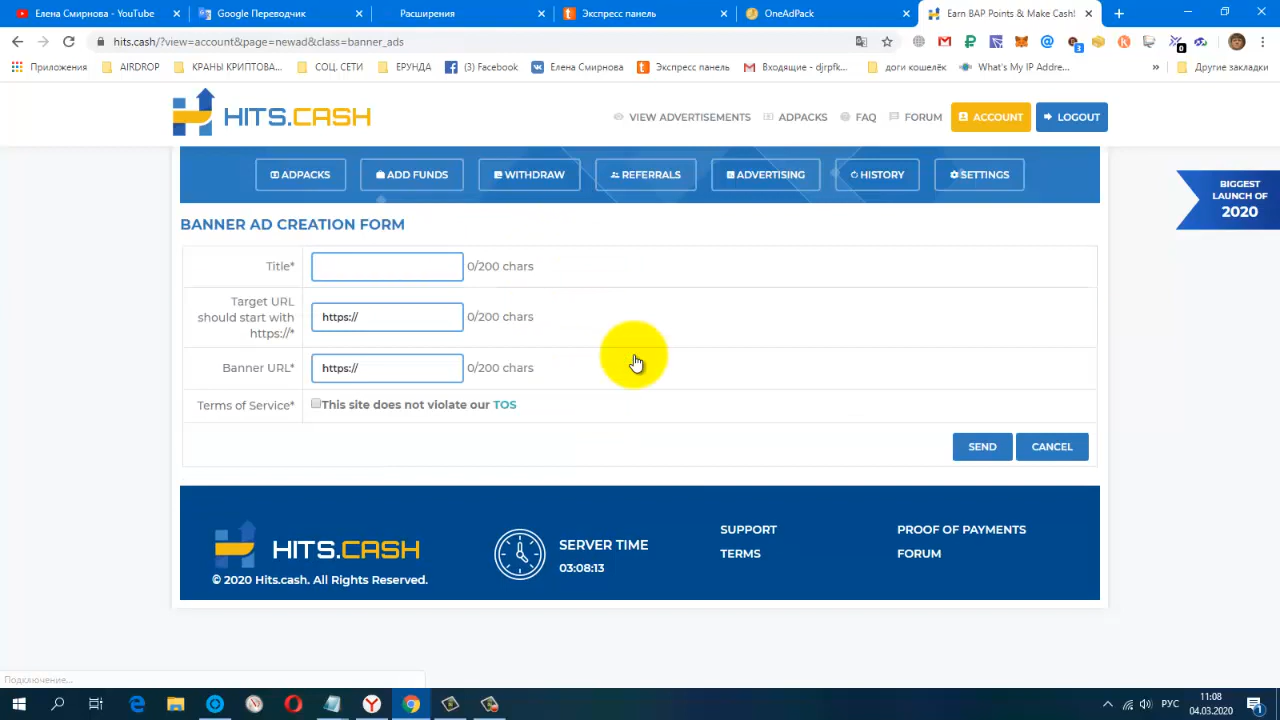 Елена Смирнова - YouTube
Google Переводчик
Расширения
Экспресс панель
OneAdPack
Earn BAP Points & Make Cash!
hits.cash/?view=account&page=newad&class=banner_ads
Приложения
AIRDROP
КРАНЫ КРИПТОВА...
СОЦ. СЕТИ
ЕРУНДА
(3) Facebook
Елена Смирнова
Экспресс панель
Входящие - djrpfk...
доги кошелёк
What's My IP Addre...
»
Другие закладки
HITS.CASH
VIEW ADVERTISEMENTS
ADPACKS
FAQ
FORUM
ACCOUNT
LOGOUT
ADPACKS
ADD FUNDS
WITHDRAW
REFERRALS
ADVERTISING
HISTORY
SETTINGS
BIGGEST
LAUNCH OF
2020
BANNER AD CREATION FORM
Title*
0/200 chars
Target URL
should start with
https://*
https://
0/200 chars
Banner URL*
https://
0/200 chars
Terms of Service*
This site does not violate our TOS
SEND
CANCEL
HITS.CASH
© 2020 Hits.cash. All Rights Reserved.
SERVER TIME
03:08:13
SUPPORT
TERMS
PROOF OF PAYMENTS
FORUM
Подключение...
РУС
11:08
04.03.2020